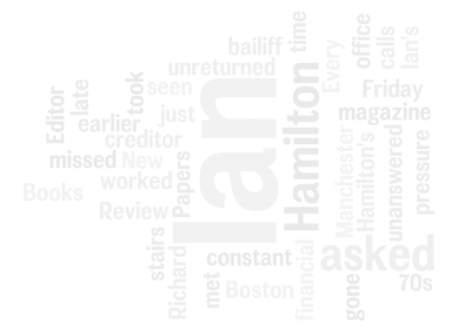 bailiff
time
office
calls
Ian's
unreturned
Every
Editor
late
took
seen
Friday
earlier
just
magazine
creditor
missed
New
Papers
Ian
Hamilton
Manchester
Hamilton's
unanswered
pressure
Books
worked
Review
stairs
Richard
met
constant
Boston
financial
asked
gone
70s